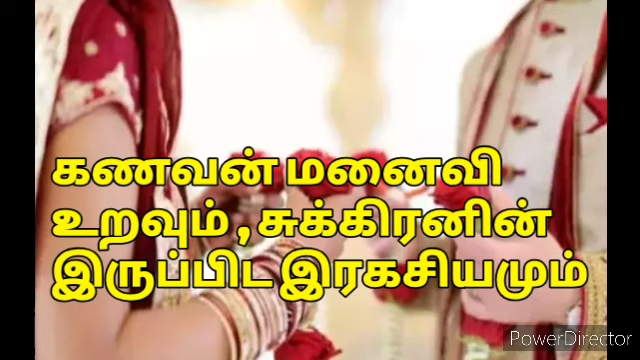 கணவன் மனைவி
உறவும் , சுக்கிரனின்
இருப்பிட இரகசியமும்
PowerDirector